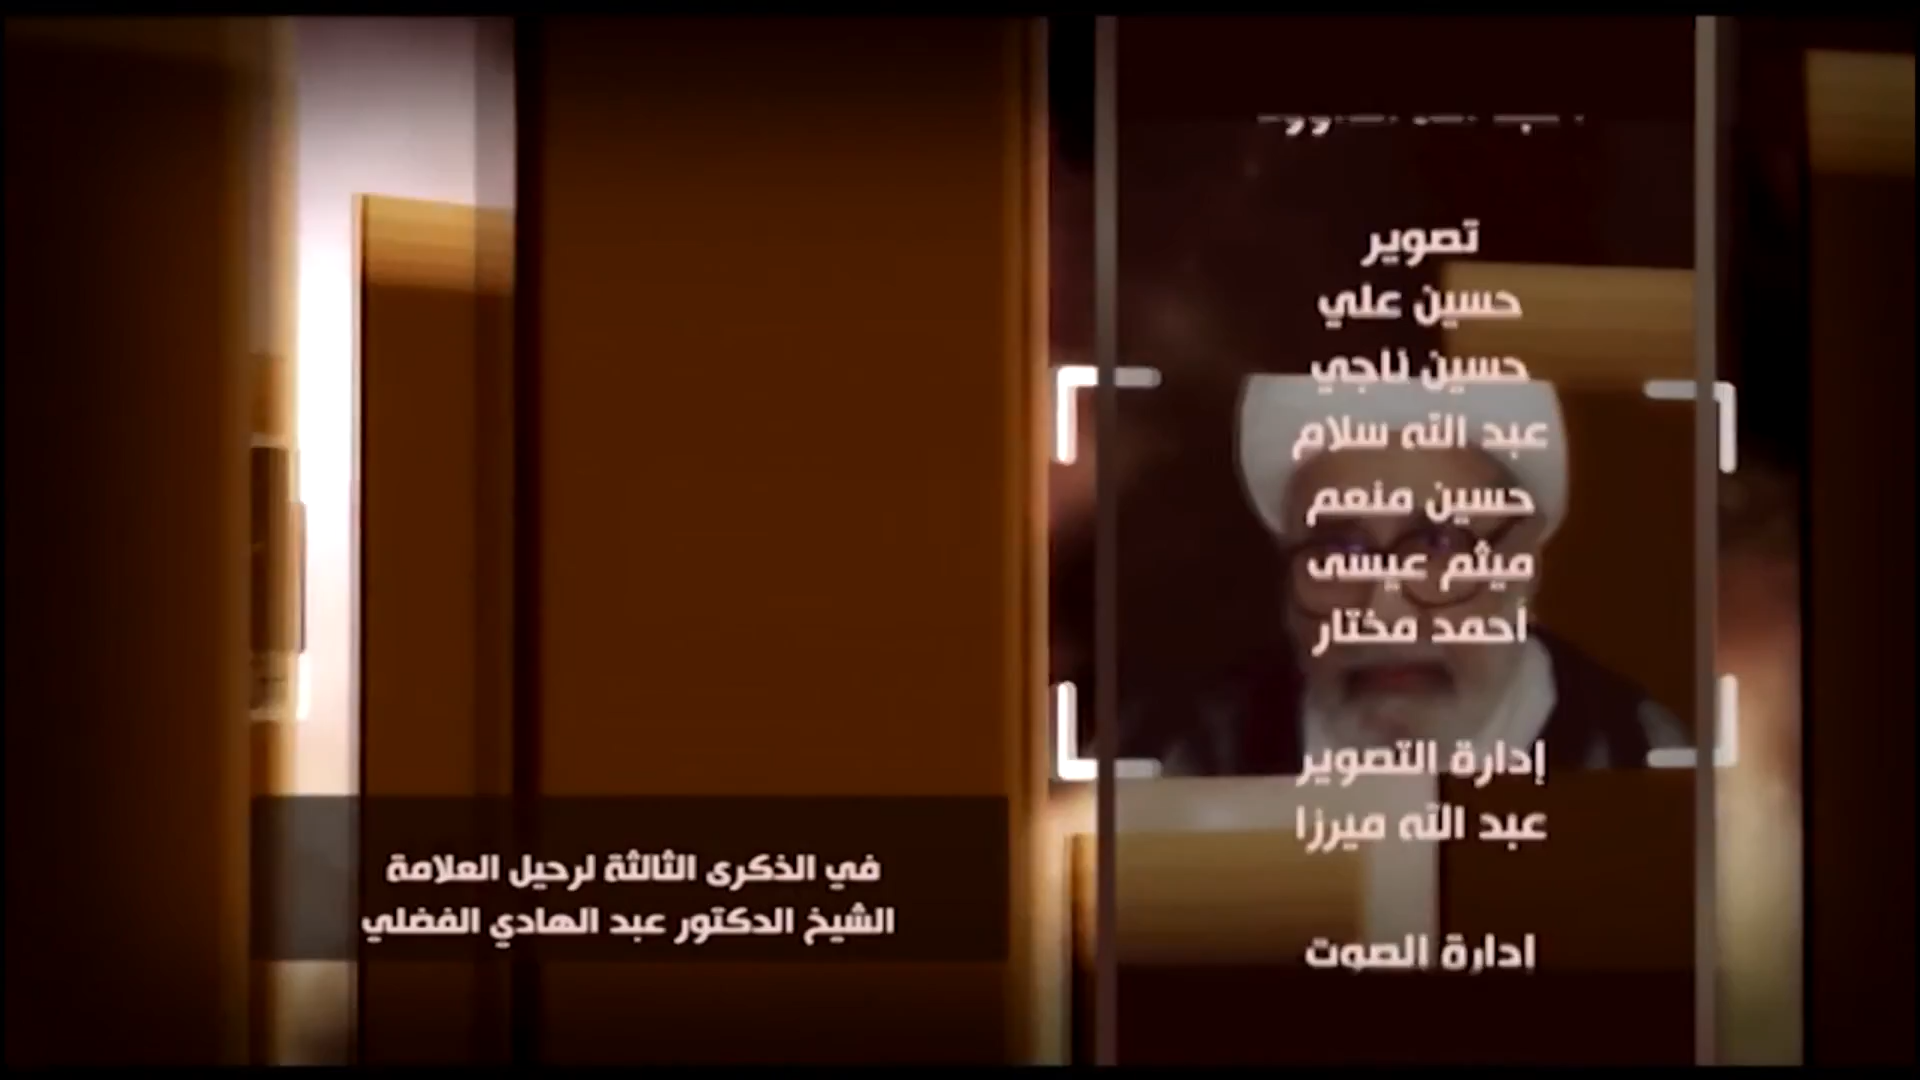 تصوير
حسين علي
حسين ناجي
عبد الله سلام
حسين منعم
ميثم عيسى
أحمد مختار
إدارة التصوير
عبد الله ميرزا
إدارة الصوت
في الذكرى الثالثة لرحيل العلامة
الشيخ الدكتور عبد الهادي الفضلي